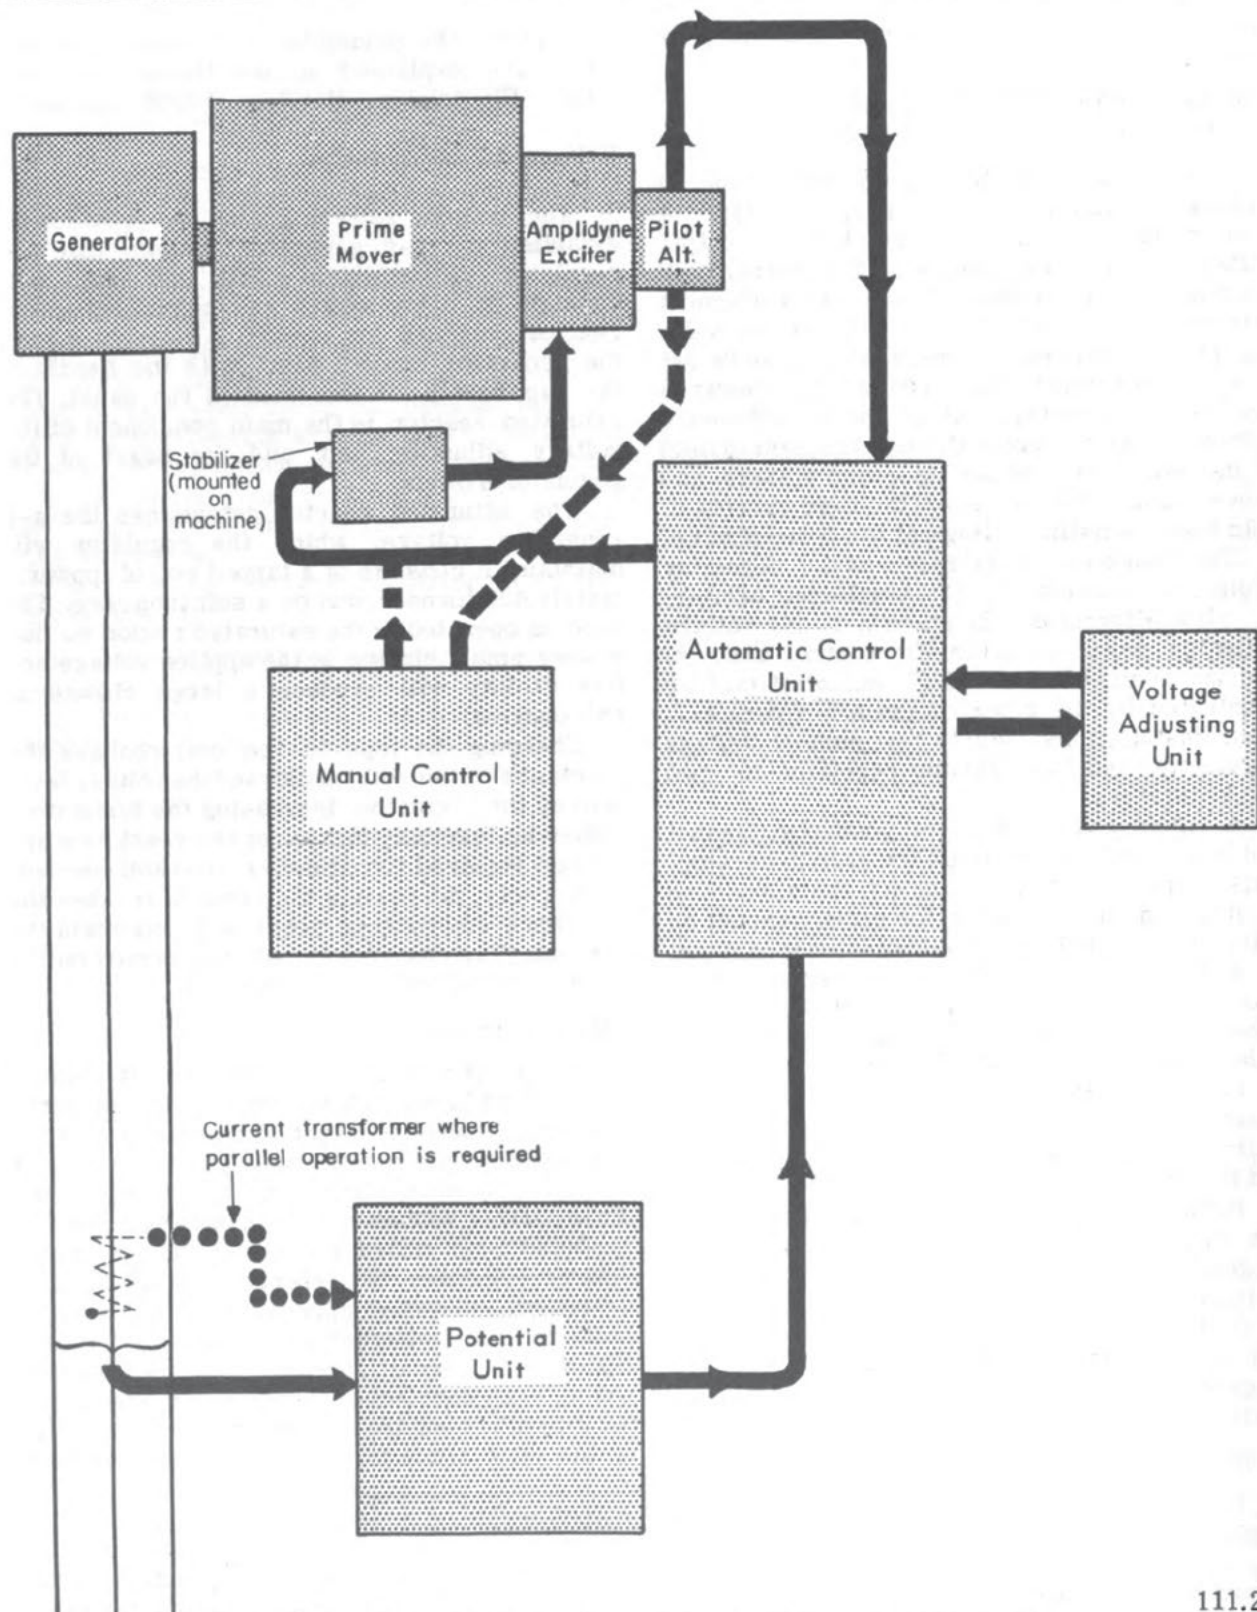 Generator
Prime
Mover
Amplidyne
Exciter
Pilot
Alt.
Stabilizer
(mounted
on
machine)
Automatic Control
Unit
Voltage
Adjusting
Unit
Manual Control
Unit
Current transformer where
parallel operation is required
Potential
Unit
111.2